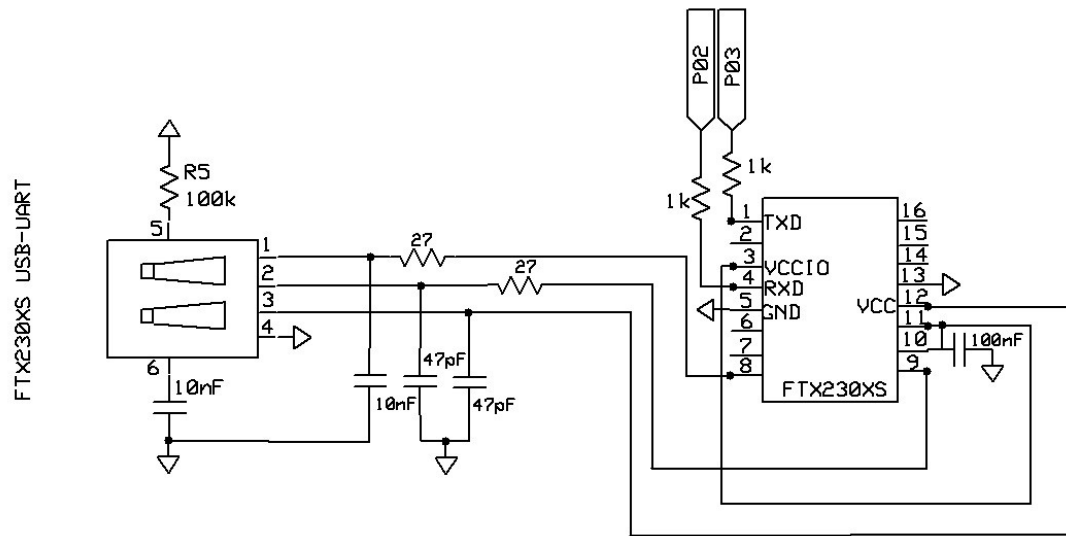 FTX230XS USB-UART
R5
100k
5
1
2
3
4
6
10nF
27
27
47pF
10nF
47pF
P02
P03
1k
1k
1 TXD
2
3 VCCIO
4 RXD
5 GND
6
7
8
16
15
14
13
VCC 12
11
10
9
100nF
FTX230XS